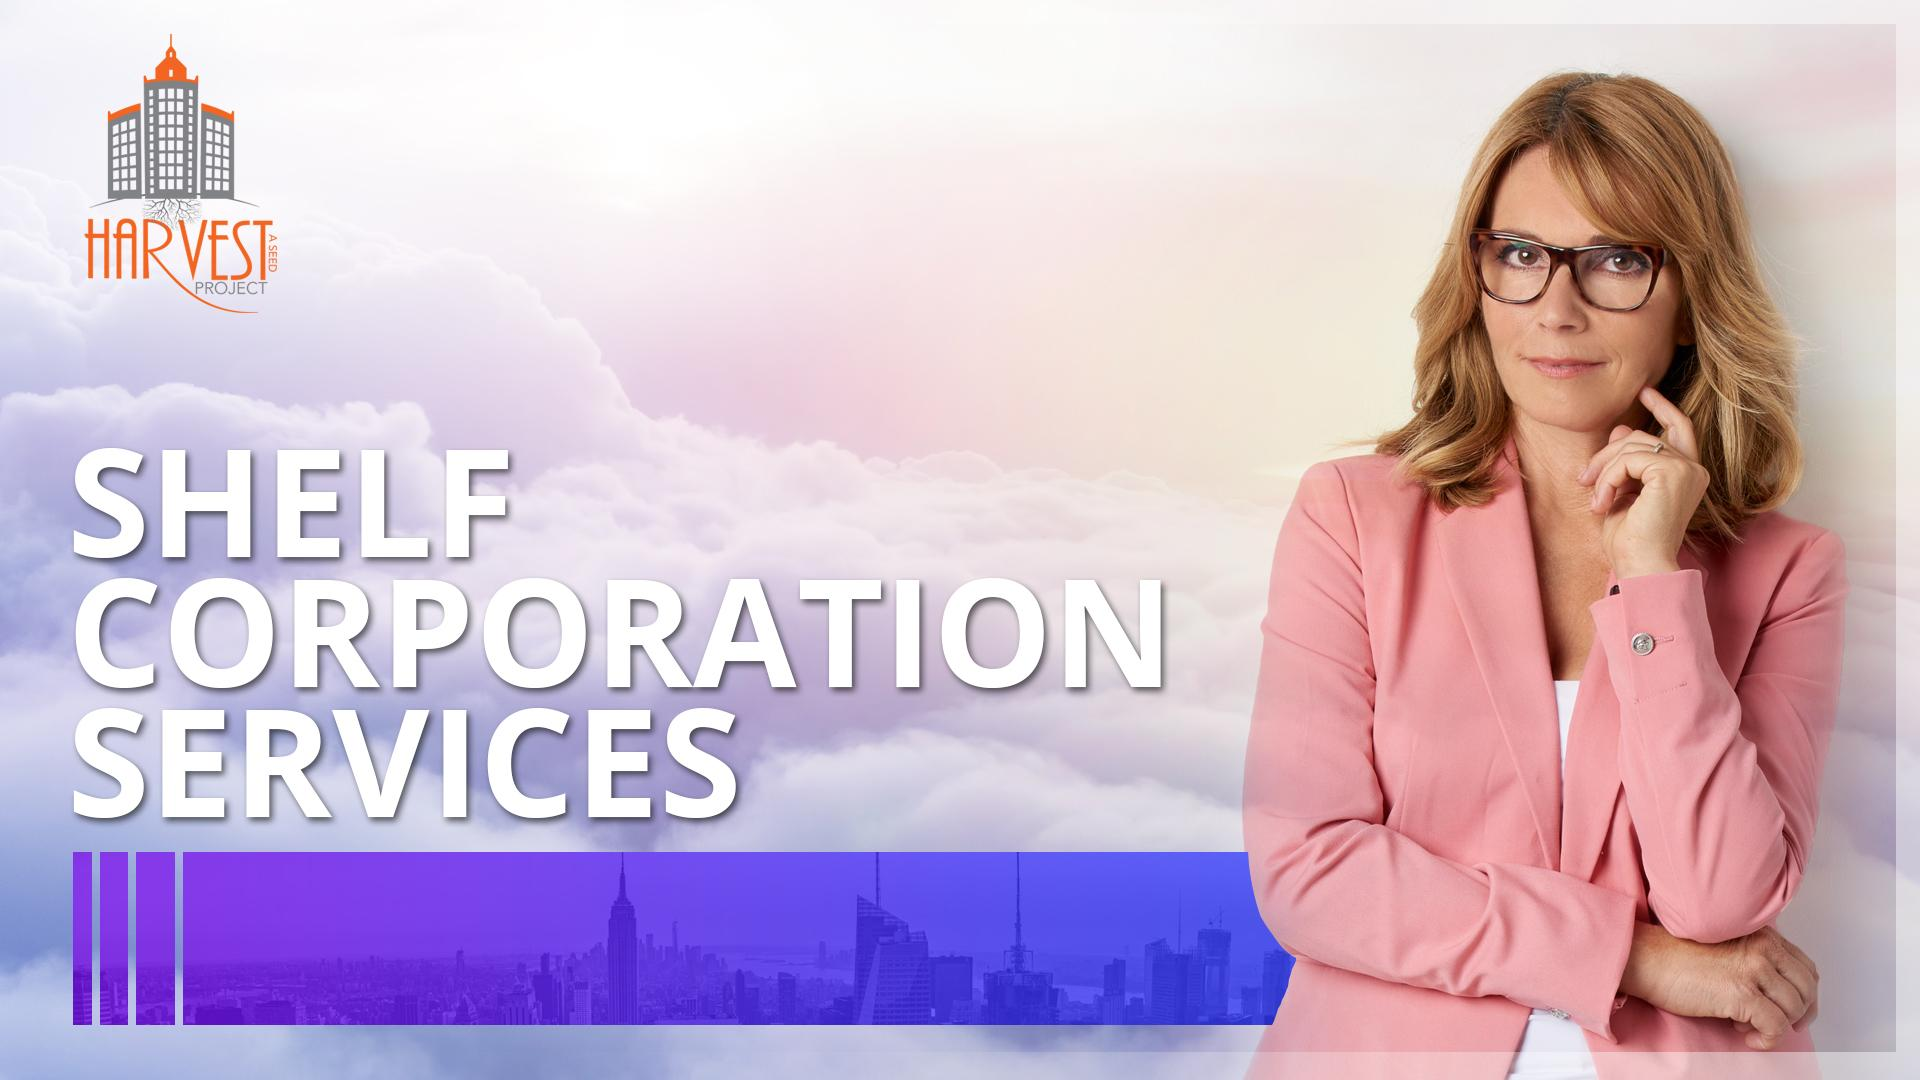 HARVEST
A SEED
PROJECT
SHELF
CORPORATION
SERVICES